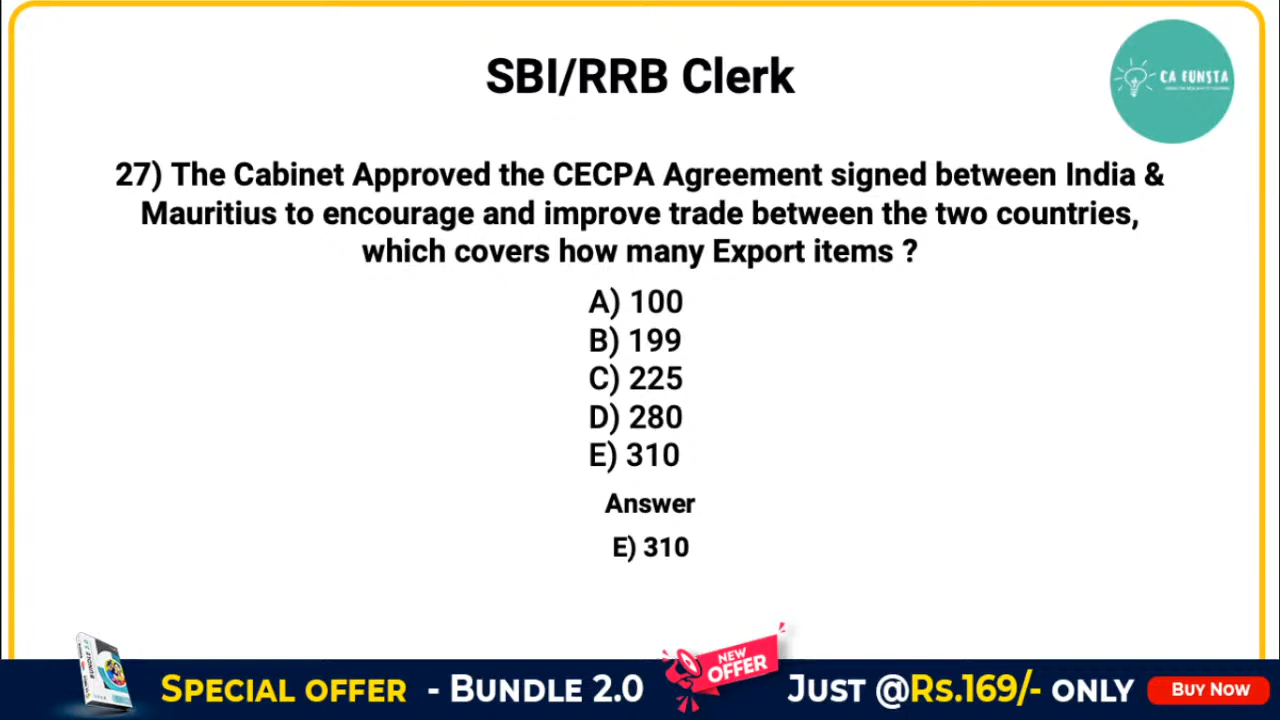 SBI/RRB Clerk
CA FUNSTA
27) The Cabinet Approved the CECPA Agreement signed between India &
Mauritius to encourage and improve trade between the two countries,
which covers how many Export items ?
A) 100
B) 199
C) 225
D) 280
E) 310
Answer
E) 310
NEW
OFFER
SPECIAL OFFER - BUNDLE 2.0 JUST @Rs.169/- ONLY Buy Now